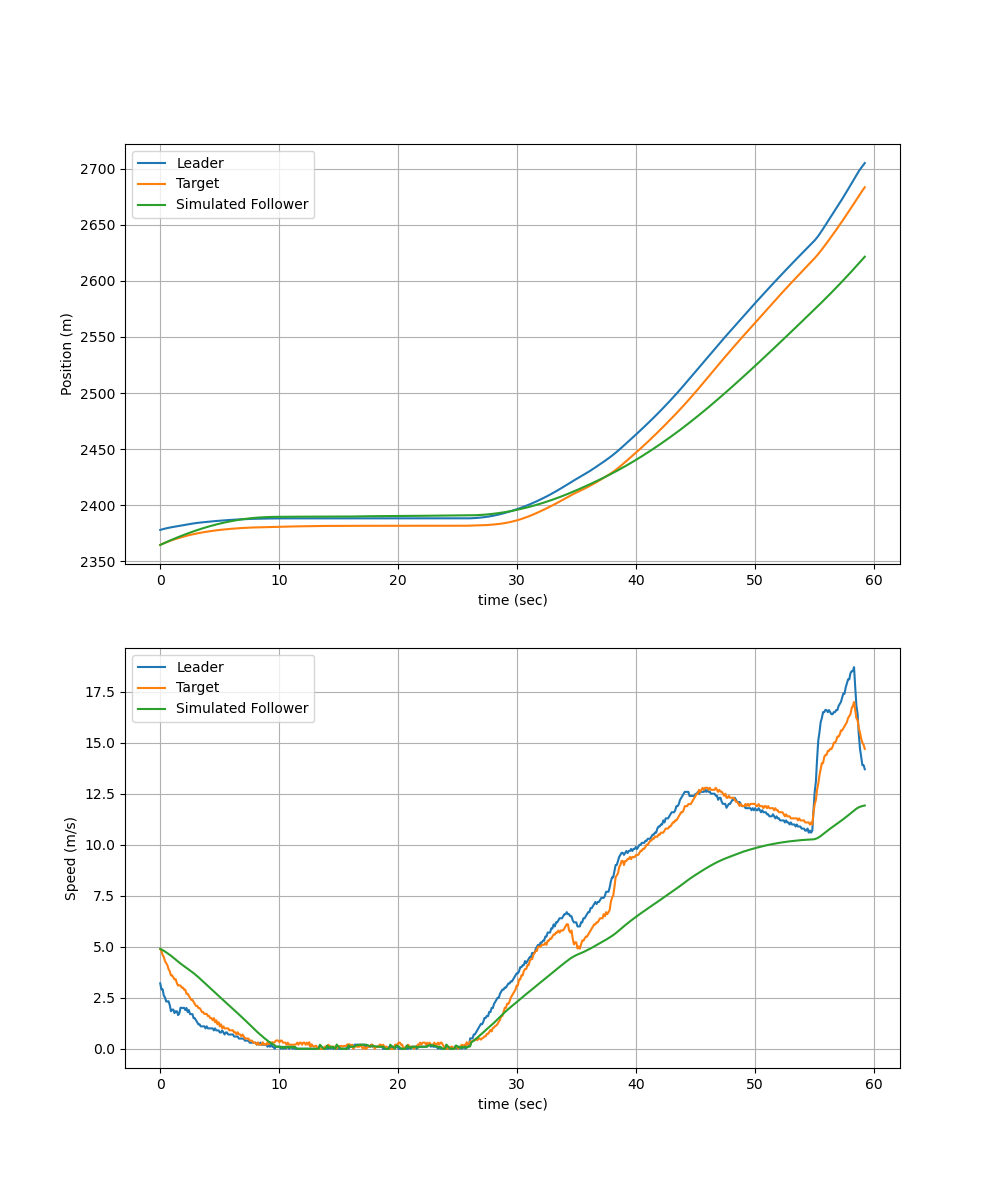 Leader
Target
Simulated Follower
2700
2650
2600
2550
2500
2450
2400
2350
Position (m)
0 10 20 30 40 50 60
time (sec)
Leader
Target
Simulated Follower
17.5
15.0
12.5
10.0
7.5
5.0
2.5
0.0
Speed (m/s)
0 10 20 30 40 50 60
time (sec)